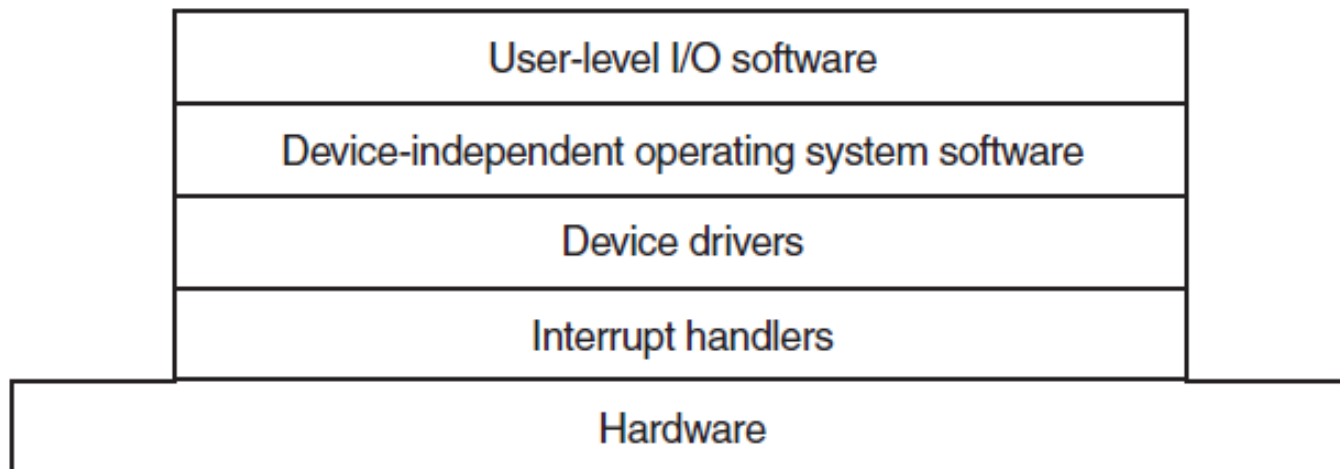 User-level I/O software
Device-independent operating system software
Device drivers
Interrupt handlers
Hardware